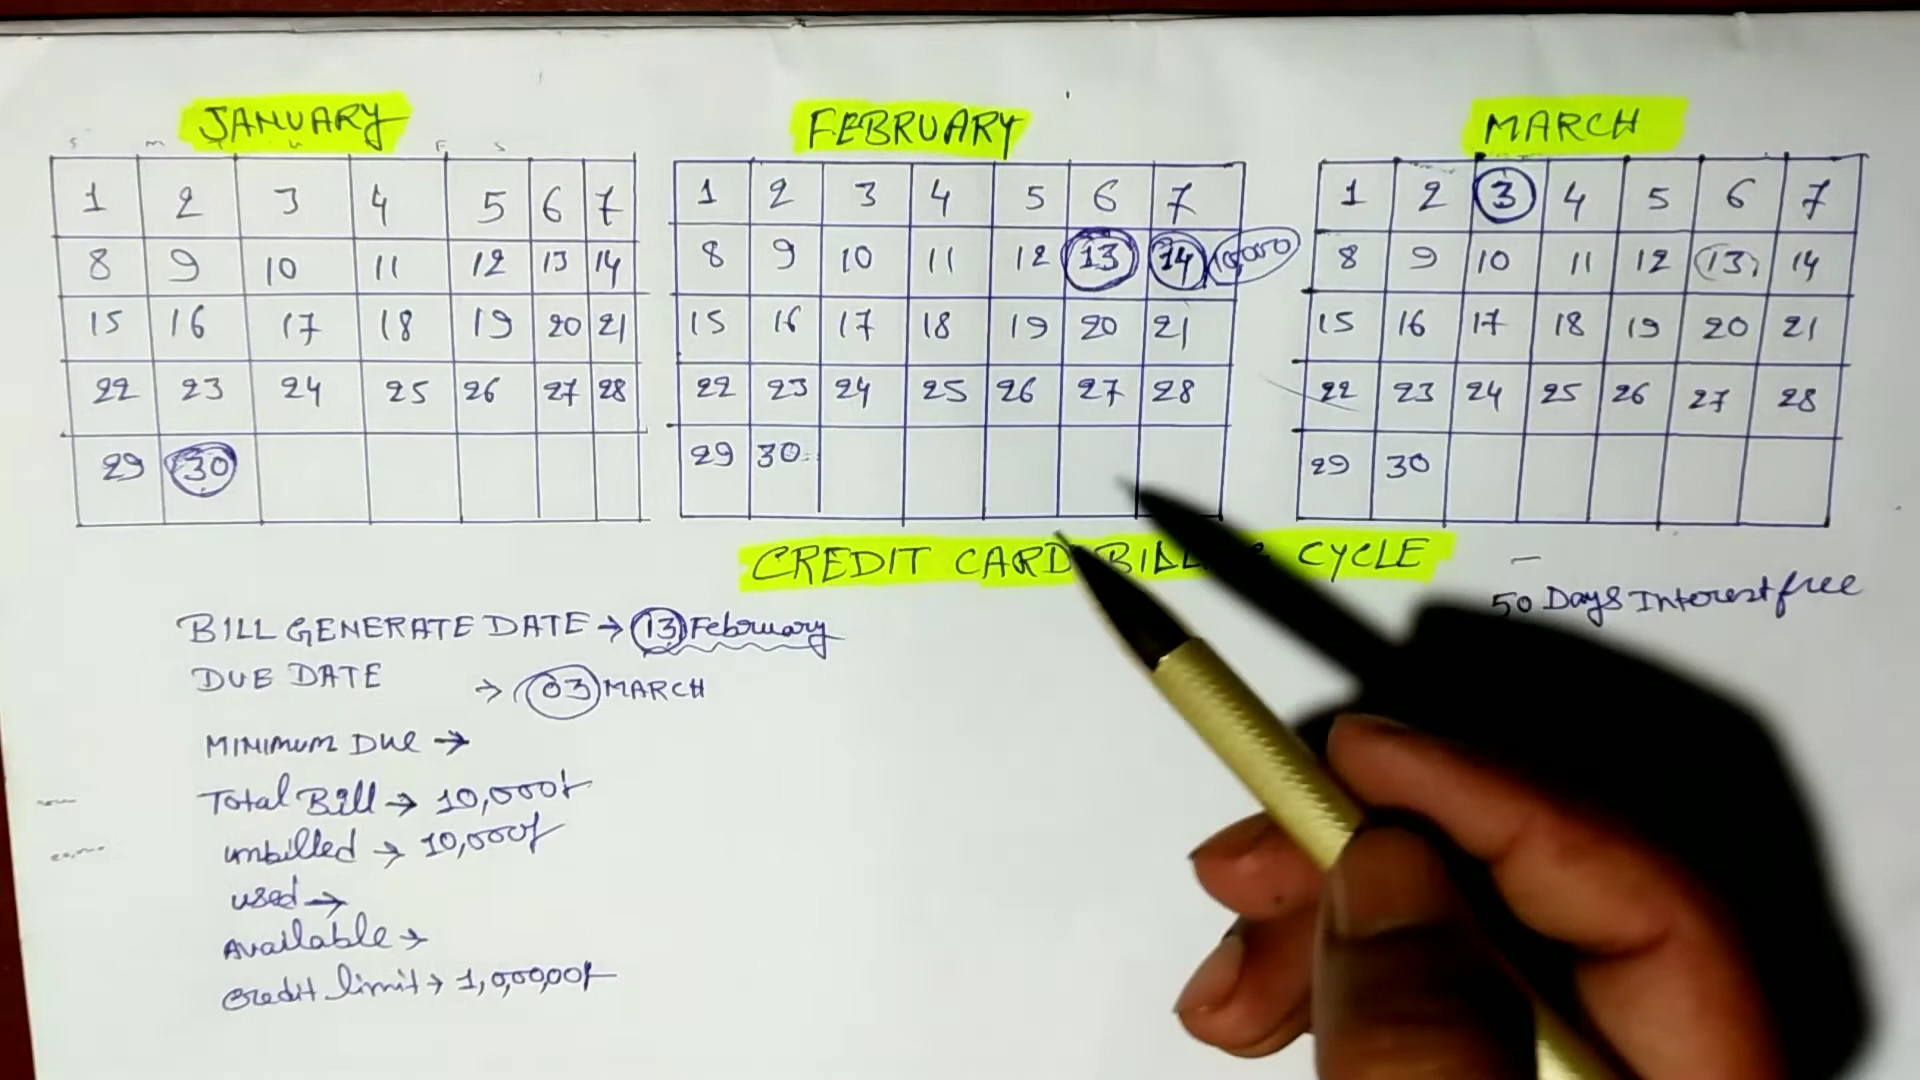 JANUARY
S M F S
1 2 3 4 5 6 7
8 9 10 11 12 13 14
15 16 17 18 19 20 21
22 23 24 25 26 27 28
29 30
FEBRUARY
1 2 3 4 5 6 7
8 9 10 11 12 13 14 10,000
15 16 17 18 19 20 21
22 23 24 25 26 27 28
29 30
MARCH
1 2 3 4 5 6 7
8 9 10 11 12 13 14
15 16 17 18 19 20 21
22 23 24 25 26 27 28
29 30
CREDIT CARD CYCLE
50 Days Interest free
BILL GENERATE DATE → 13 February
DUE DATE → 03 MARCH
MINIMUM DUE →
Total Bill → 10,000/-
unbilled → 10,000/-
used →
Available →
credit limit → 1,00,000/-